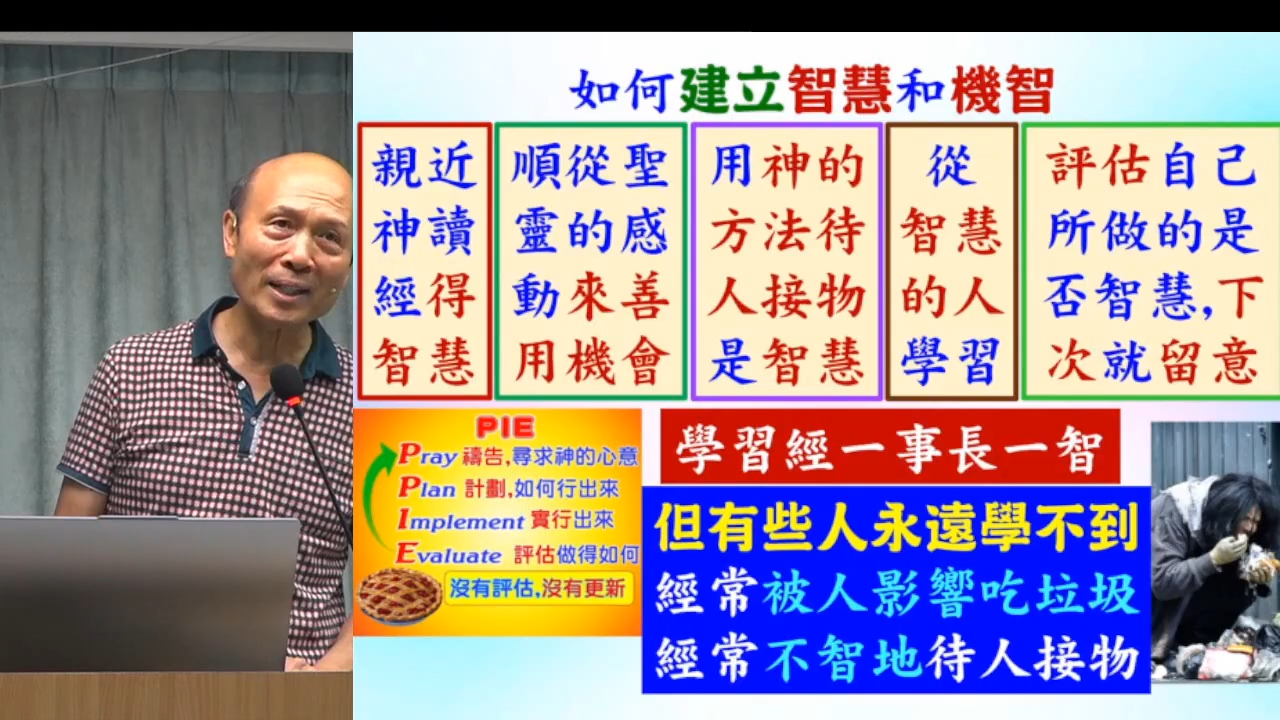 如何建立智慧和機智
親近
神讀
經得
智慧
順從聖
靈的感
動來善
用機會
用神的
方法待
人接物
是智慧
從
智慧
的人
學習
評估自己
所做的是
否智慧,下
次就留意
PIE
Pray 禱告,尋求神的心意
Plan 計劃,如何行出來
Implement 實行出來
Evaluate 評估做得如何
沒有評估,沒有更新
學習經一事長一智
但有些人永遠學不到
經常被人影響吃垃圾
經常不智地待人接物